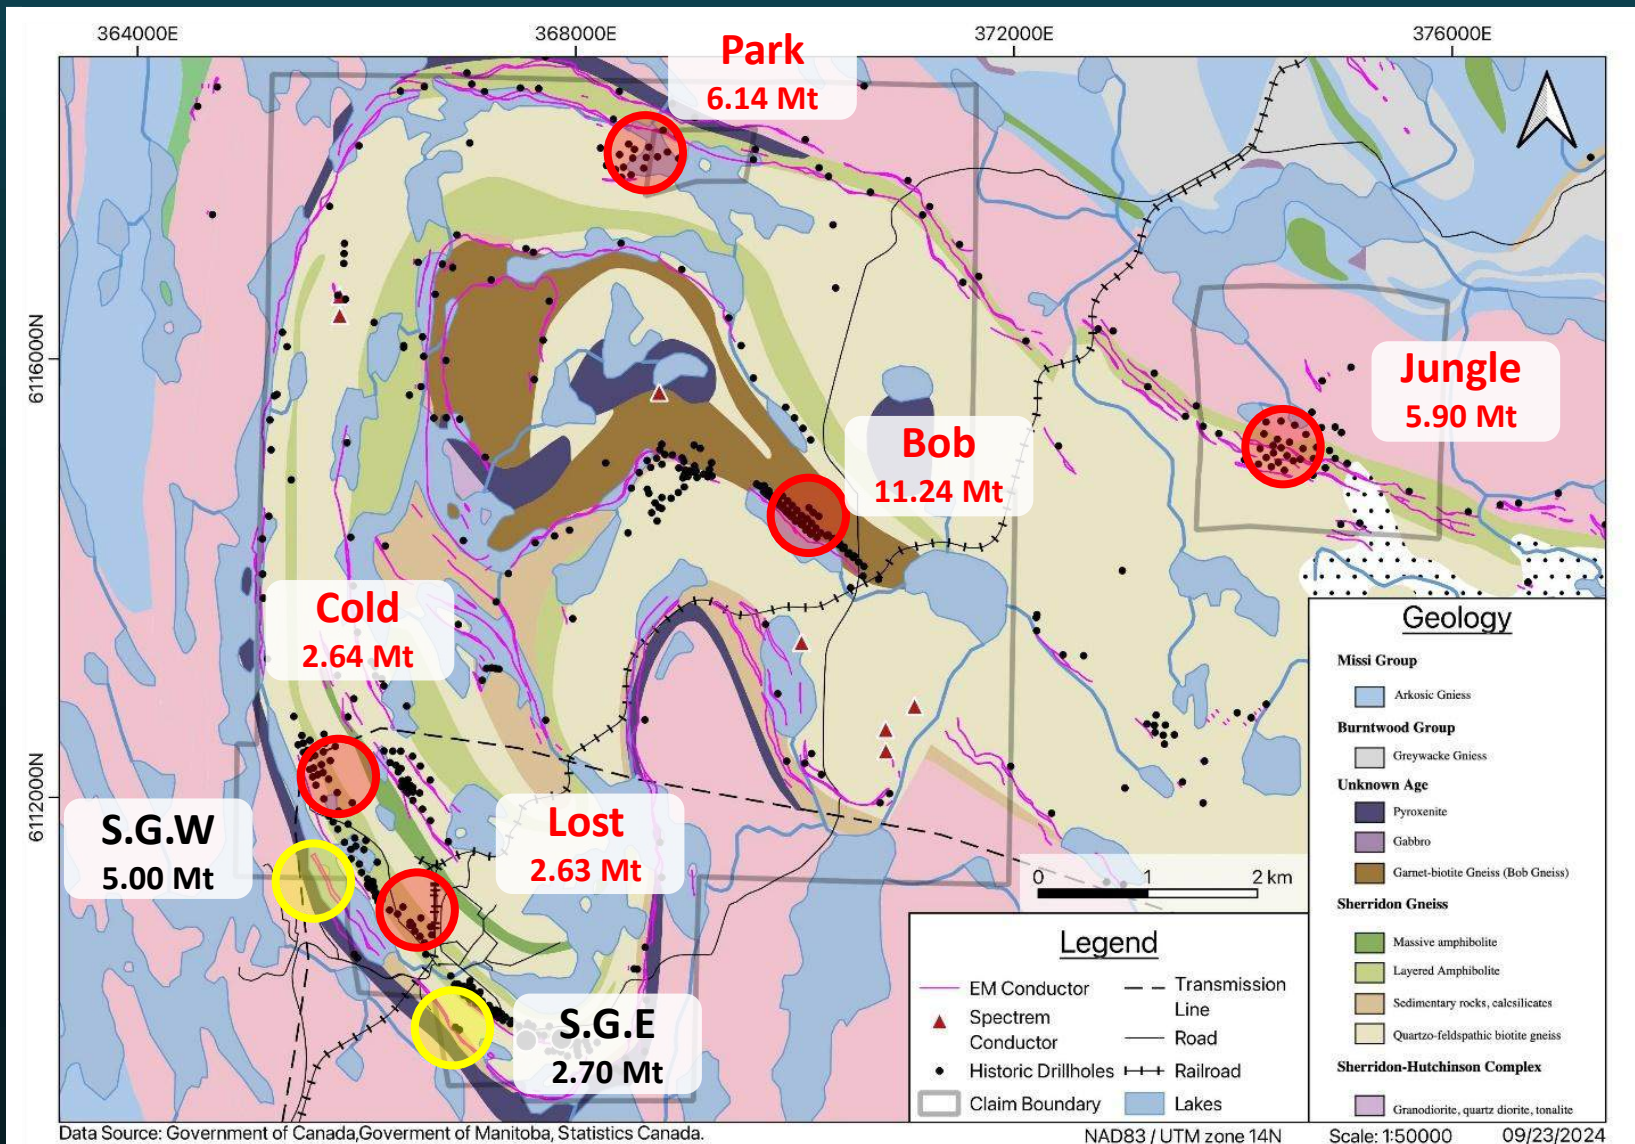 364000E
368000E
372000E
376000E
6116000N
6112000N
Park
6.14 Mt
Jungle
5.90 Mt
Bob
11.24 Mt
Cold
2.64 Mt
S.G.W
5.00 Mt
Lost
2.63 Mt
S.G.E
2.70 Mt
0 1 2 km
Legend
EM Conductor
Spectrem
Conductor
Historic Drillholes
Claim Boundary
Transmission
Line
Road
Railroad
Lakes
Geology
Missi Group
Arkosic Gniess
Burntwood Group
Greywacke Gniess
Unknown Age
Pyroxenite
Gabbro
Garnet-biotite Gneiss (Bob Gneiss)
Sherridon Gneiss
Massive amphibolite
Layered Amphibolite
Sedimentary rocks, calcsilicates
Quartzo-feldspathic biotite gneiss
Sherridon-Hutchinson Complex
Granodiorite, quartz diorite, tonalite
Data Source: Government of Canada,Goverment of Manitoba, Statistics Canada.
NAD83 / UTM zone 14N
Scale: 1:50000
09/23/2024